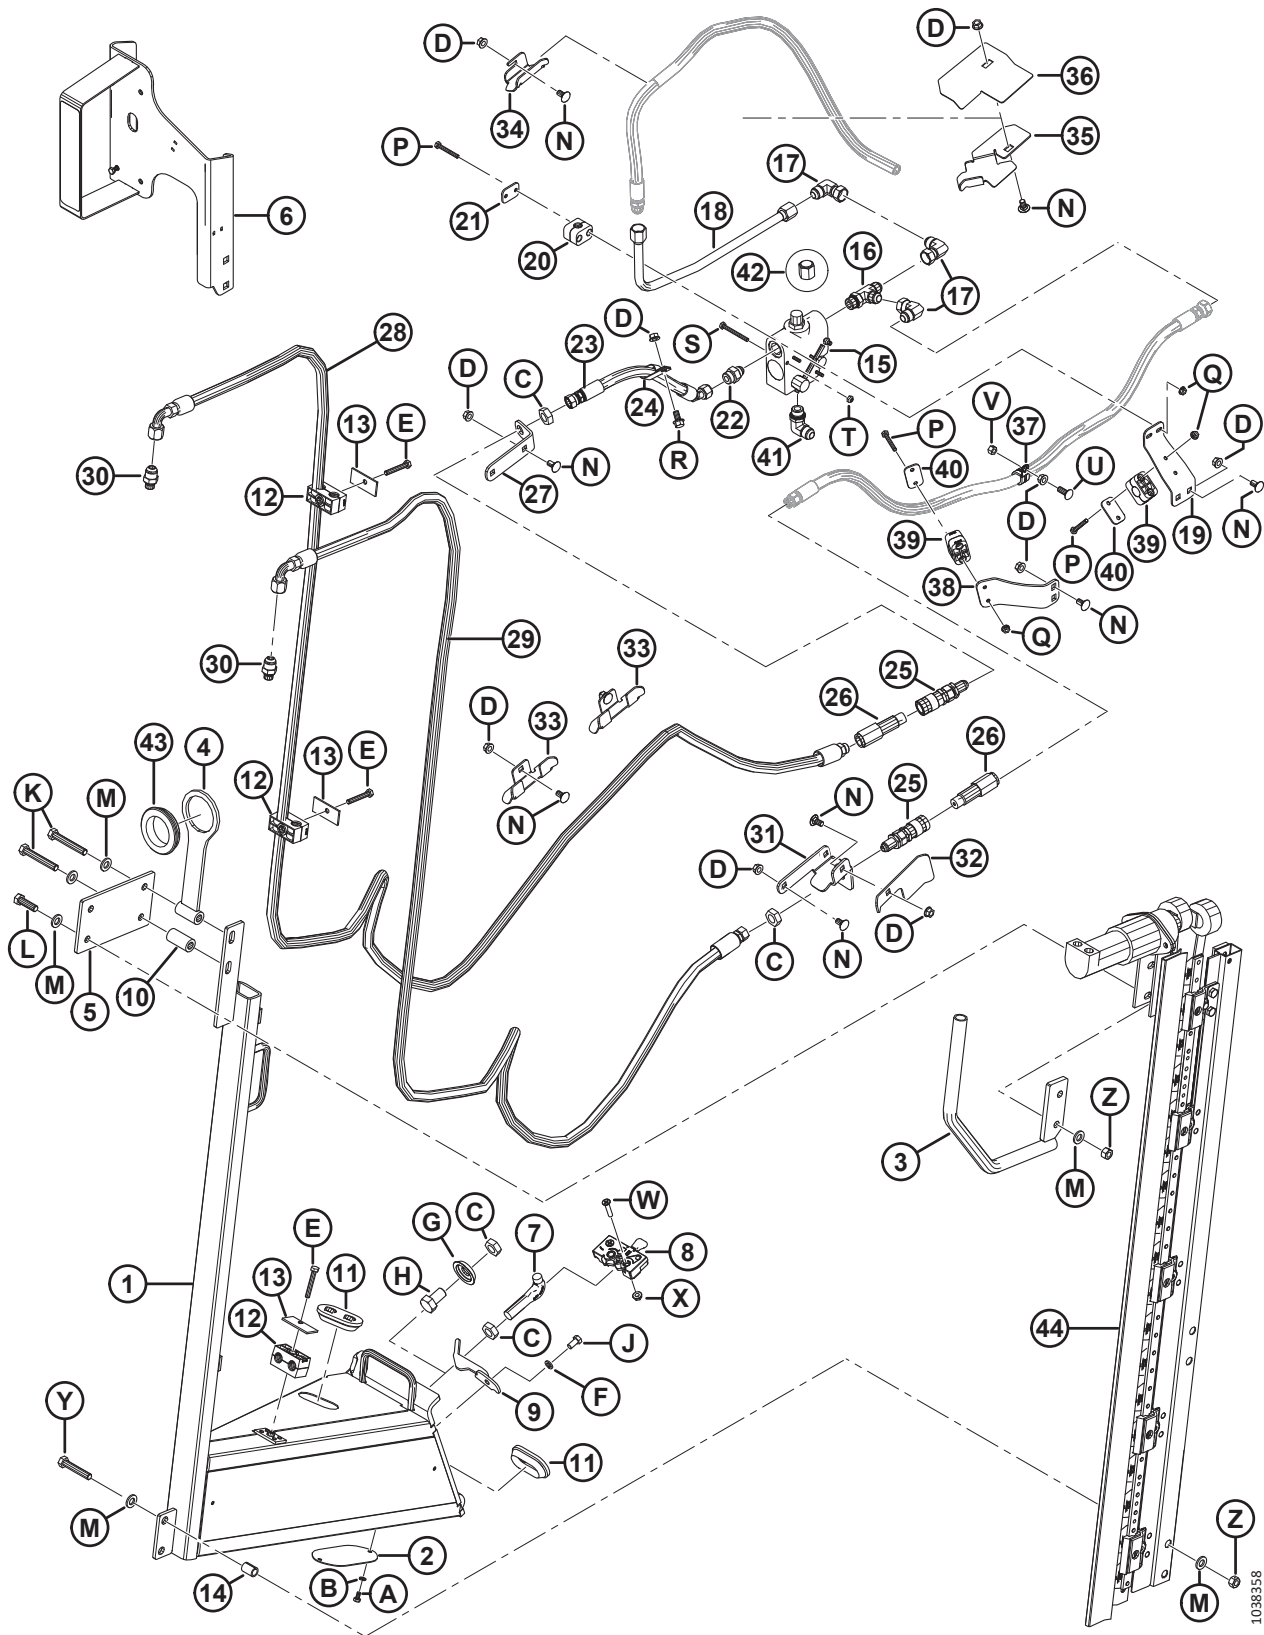 D
D
36
34
N
35
P
17
21
18
N
6
20
16
42
17
28
D
23
S
15
D
C
Q
V
37
D
24
22
T
13
E
P
41
U
30
N
R
40
27
12
D
N
39
39
19
P
40
38
N
29
Q
30
33
25
D
26
33
43
4
26
13
E
12
25
K
M
N
N
31
32
D
L
D
M
N
C
5
10
Z
3
M
W
C
G
7
E
8
H
1
13
11
X
12
C
J
44
F
Y
9
11
M
2
Z
B
A
14
M
1038358